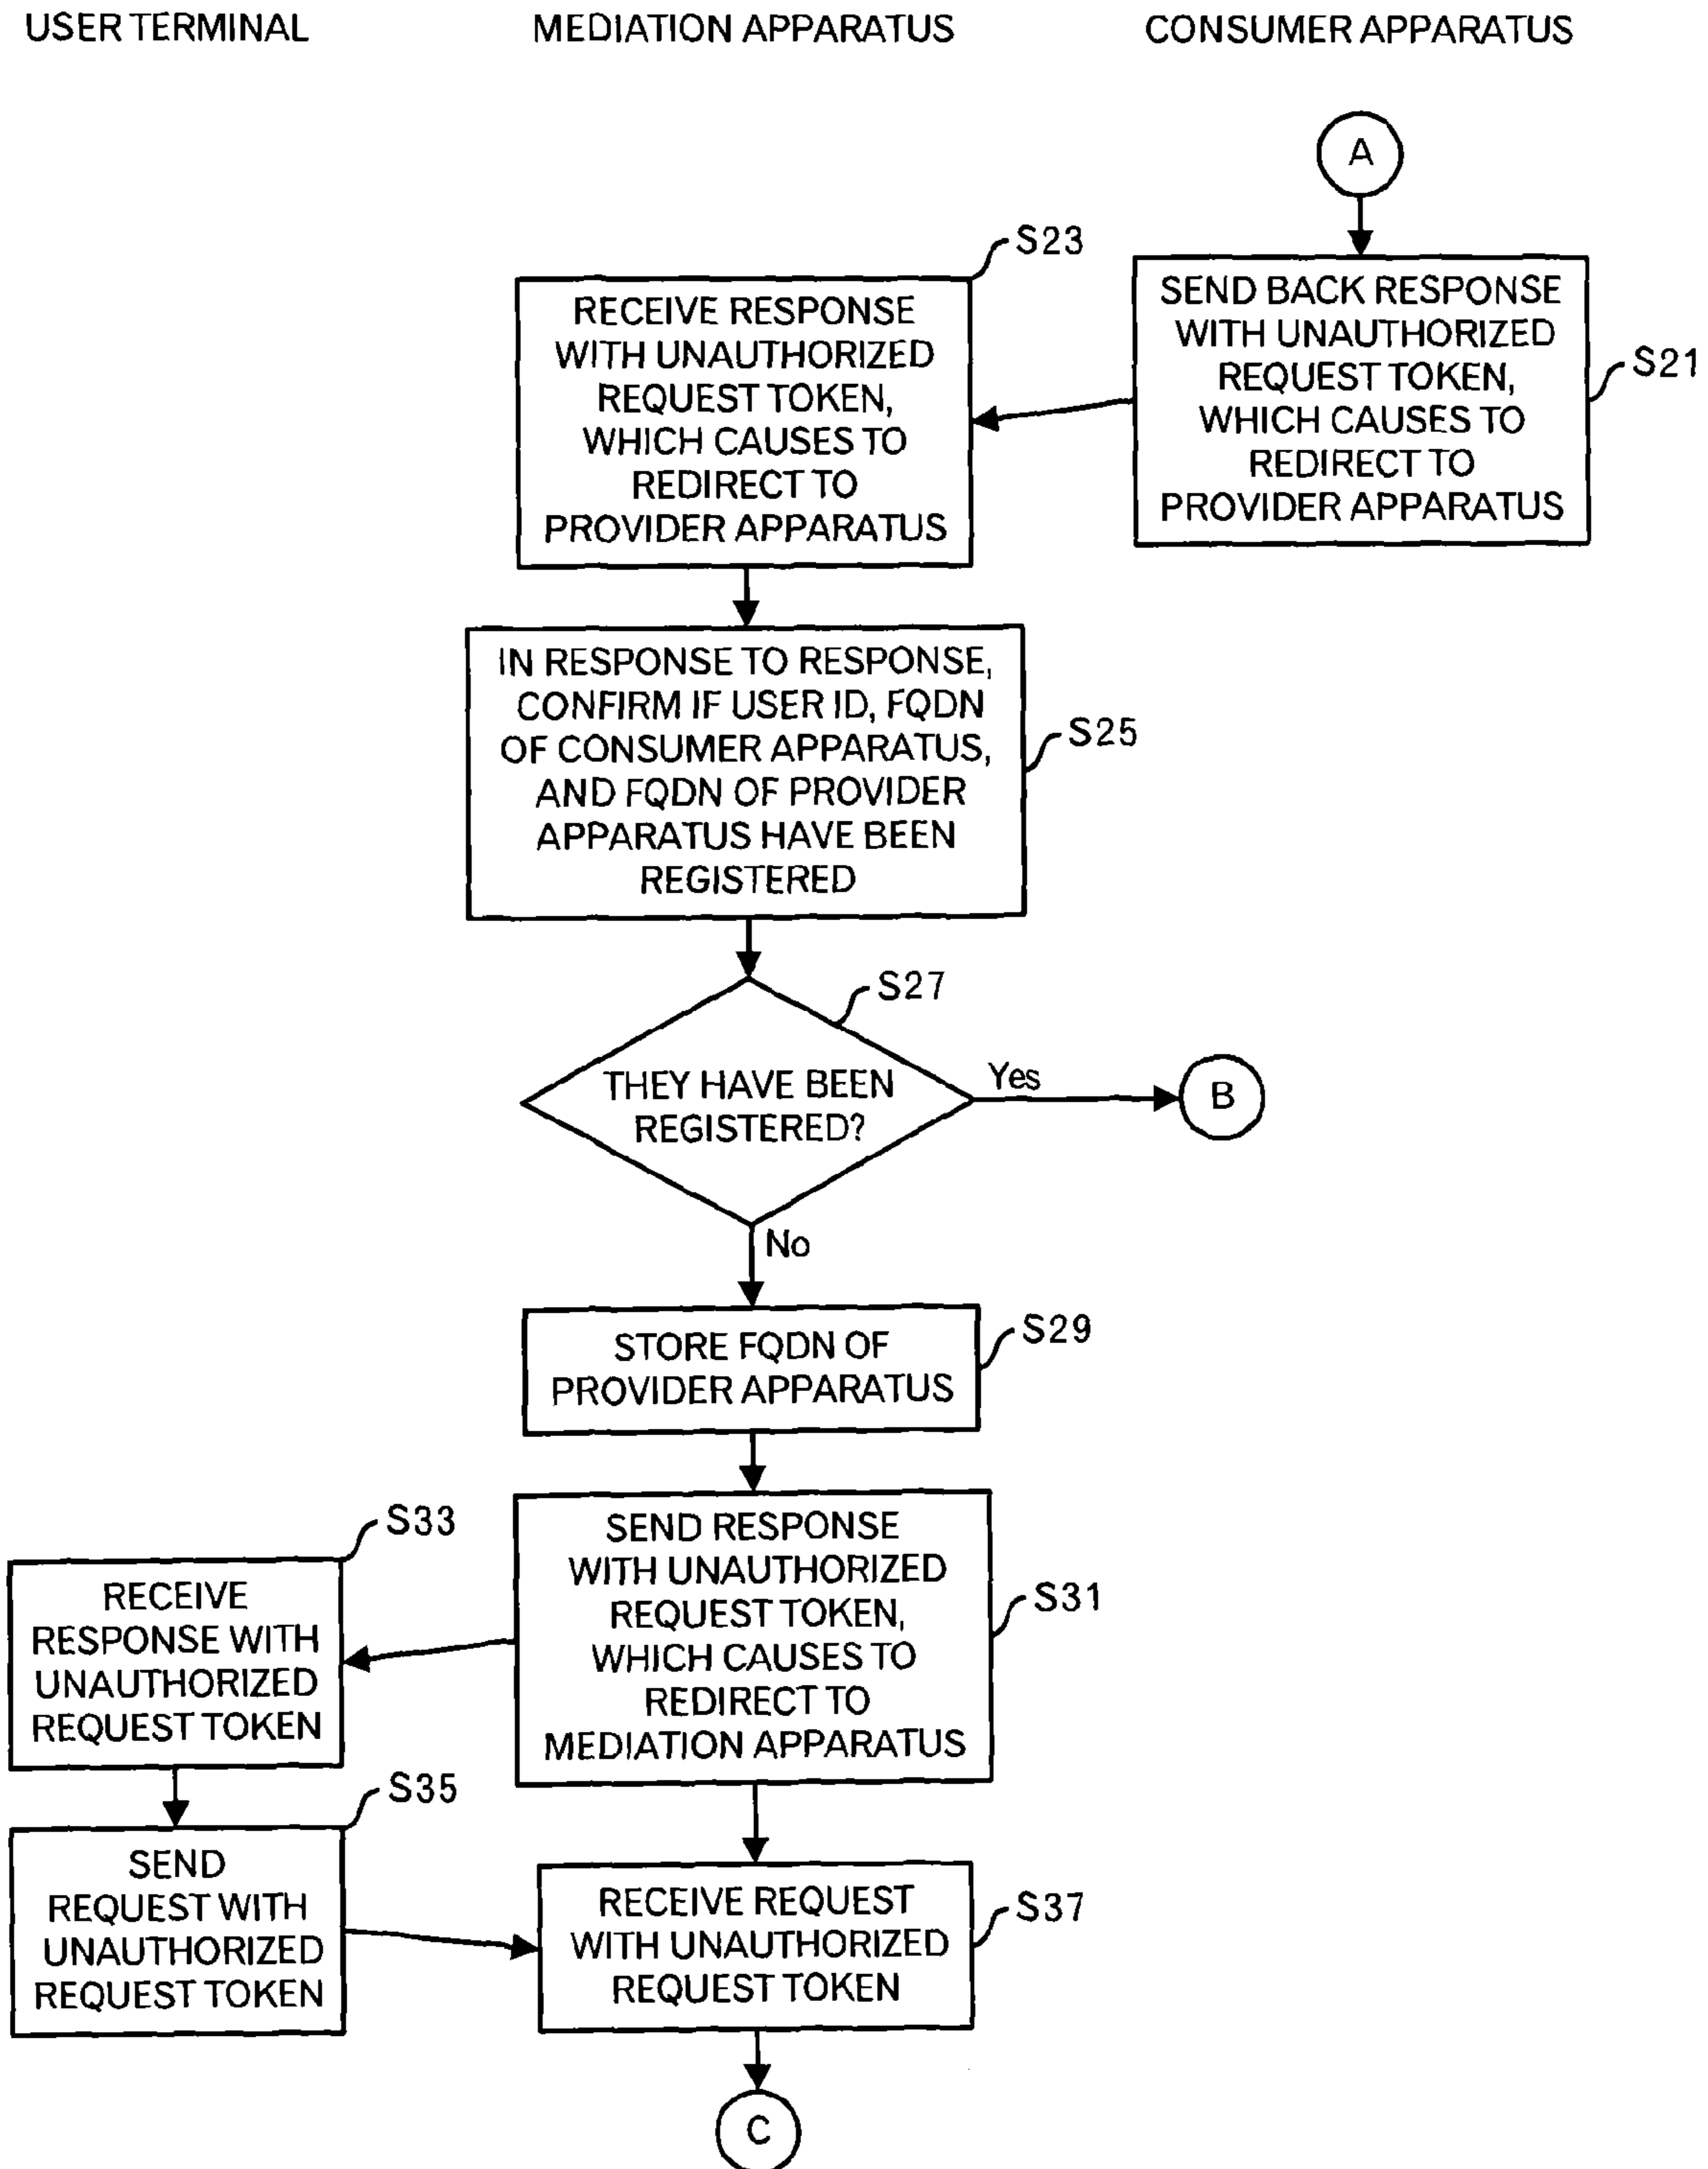 USER TERMINAL
MEDIATION APPARATUS
CONSUMER APPARATUS
A
S23
RECEIVE RESPONSE
WITH UNAUTHORIZED
REQUEST TOKEN,
WHICH CAUSES TO
REDIRECT TO
PROVIDER APPARATUS
SEND BACK RESPONSE
WITH UNAUTHORIZED
REQUEST TOKEN,
WHICH CAUSES TO
REDIRECT TO
PROVIDER APPARATUS
S21
IN RESPONSE TO RESPONSE,
CONFIRM IF USER ID, FQDN
OF CONSUMER APPARATUS,
AND FQDN OF PROVIDER
APPARATUS HAVE BEEN
REGISTERED
S25
S27
THEY HAVE BEEN
REGISTERED?
Yes
B
No
STORE FQDN OF
PROVIDER APPARATUS
S29
SEND RESPONSE
WITH UNAUTHORIZED
REQUEST TOKEN,
WHICH CAUSES TO
REDIRECT TO
MEDIATION APPARATUS
S31
S33
RECEIVE
RESPONSE WITH
UNAUTHORIZED
REQUEST TOKEN
S35
SEND
REQUEST WITH
UNAUTHORIZED
REQUEST TOKEN
RECEIVE REQUEST
WITH UNAUTHORIZED
REQUEST TOKEN
S37
C